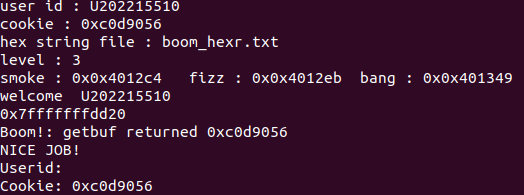 user id : U202215510
cookie : 0xc0d9056
hex string file : boom_hexr.txt
level : 3
smoke : 0x0x4012c4   fizz : 0x0x4012eb  bang : 0x0x401349
welcome  U202215510
0x7fffffffdd20
Boom!: getbuf returned 0xc0d9056
NICE JOB!
Userid:
Cookie: 0xc0d9056